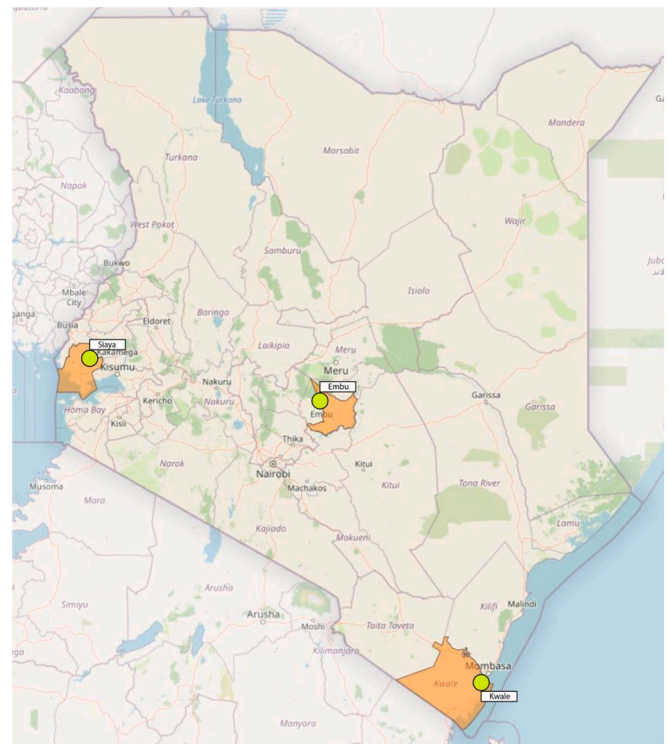 Kaabong
Lake Turkana
Turkana
Marsabit
Mandera
Napak
West Pokot
Wajir
Samburu
Bukwo
Mbale
City
Isiolo
Busia
Eldoret
Baringo
Siaya
Kakamega
Laikipia
Meru
Kisumu
Meru
Nakuru
Embu
Homa Bay
Kericho
Nakuru
Garissa
Garissa
Kisii
Embu
Thika
Narok
Nairobi
Kitui
Musoma
Machakos
Kitui
Tana River
Mara
Kajiado
Makueni
Lamu
Arusha
Simiyu
Arusha
Moshi
Taita Taveta
Kilifi
Malindi
Kilimanjaro
Mombasa
Kwale
Kwale
Manyara